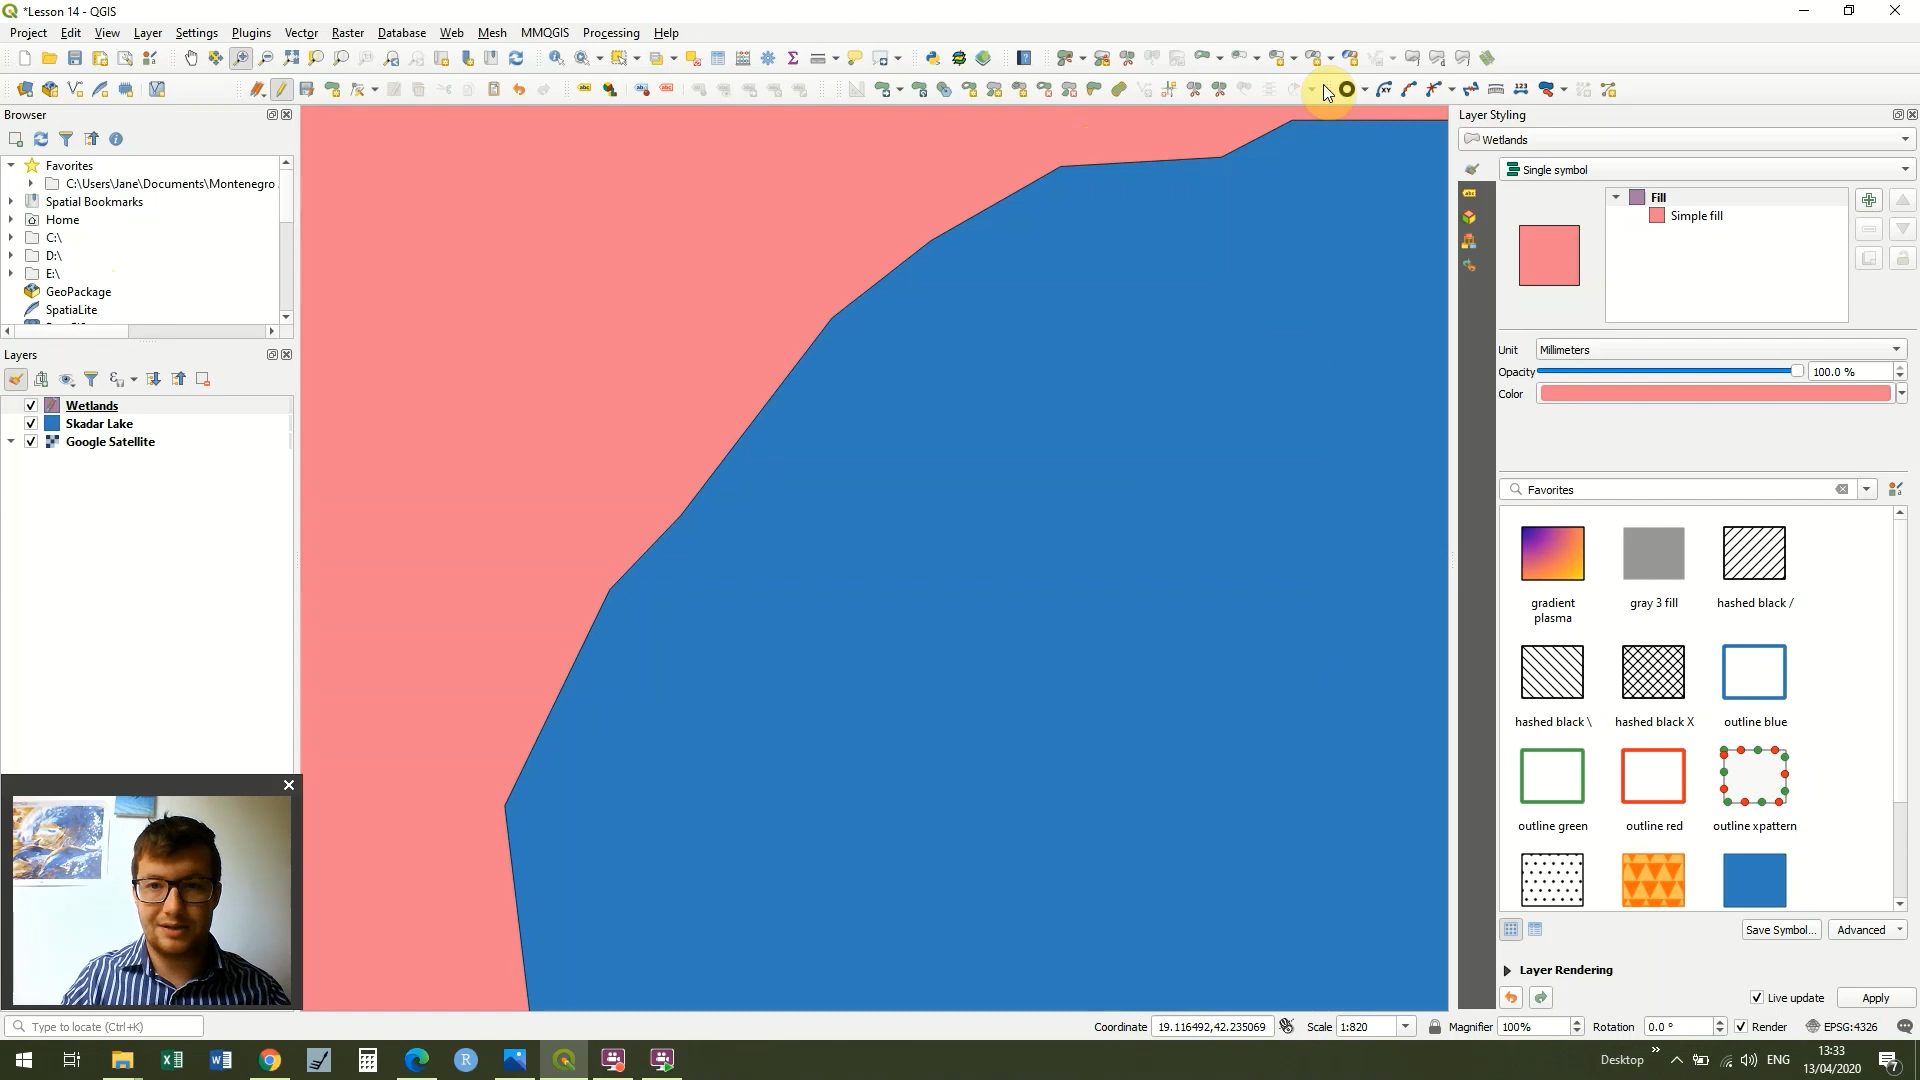 *Lesson 14 - QGIS
Project Edit View Layer Settings Plugins Vector Raster Database Web Mesh MMQGIS Processing Help
Browser
Favorites
C:\Users\Jane\Documents\Montenegro
Spatial Bookmarks
Home
C:\
D:\
E:\
GeoPackage
SpatiaLite
Layers
Wetlands
Skadar Lake
Google Satellite
Layer Styling
Wetlands
Single symbol
Fill
Simple fill
Unit Millimeters
Opacity 100.0 %
Color
Favorites
gradient plasma
gray 3 fill
hashed black /
hashed black \
hashed black X
outline blue
outline green
outline red
outline xpattern
Save Symbol...
Advanced
Layer Rendering
Live update
Apply
Type to locate (Ctrl+K)
Coordinate 19.116492,42.235069 Scale 1:820 Magnifier 100% Rotation 0.0 ° Render EPSG:4326
Desktop
ENG
13:33
13/04/2020